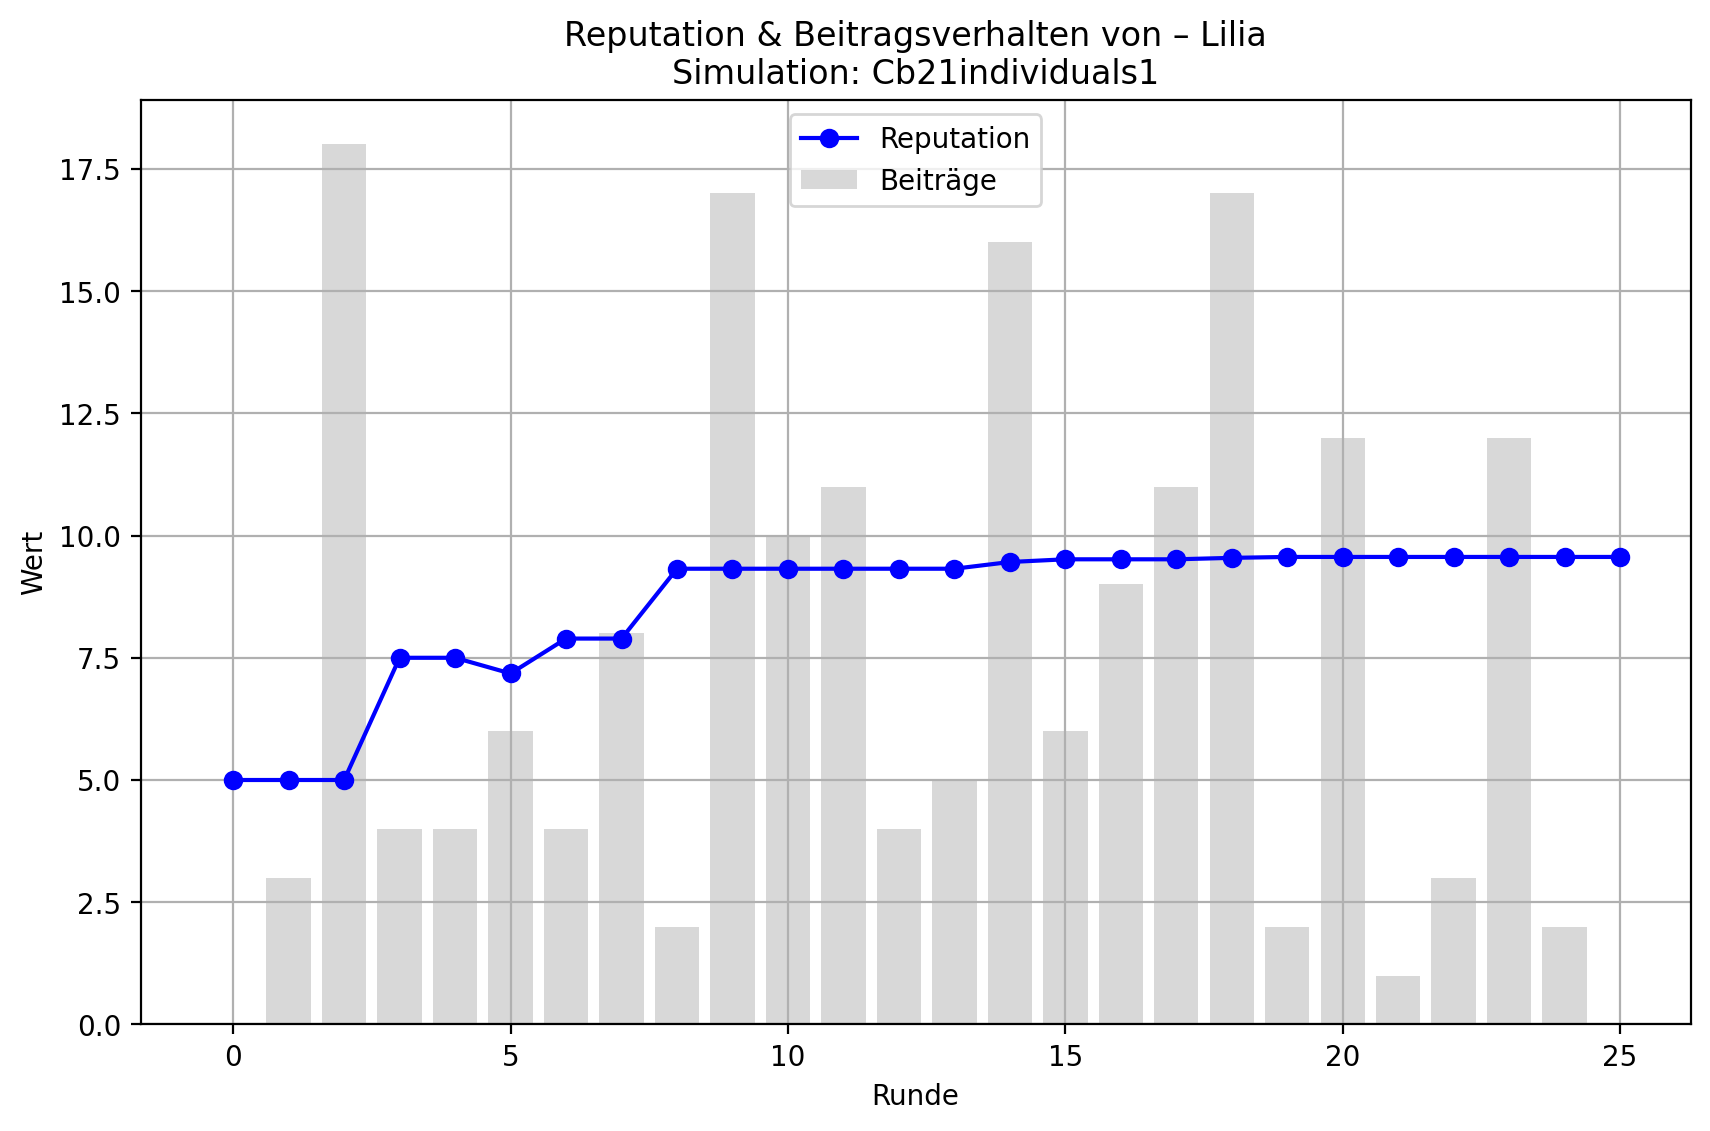 Reputation & Beitragsverhalten von – Lilia
Simulation: Cb21individuals1
Reputation
Beiträge
17.5
15.0
12.5
10.0
7.5
5.0
2.5
0.0
Wert
0 5 10 15 20 25
Runde